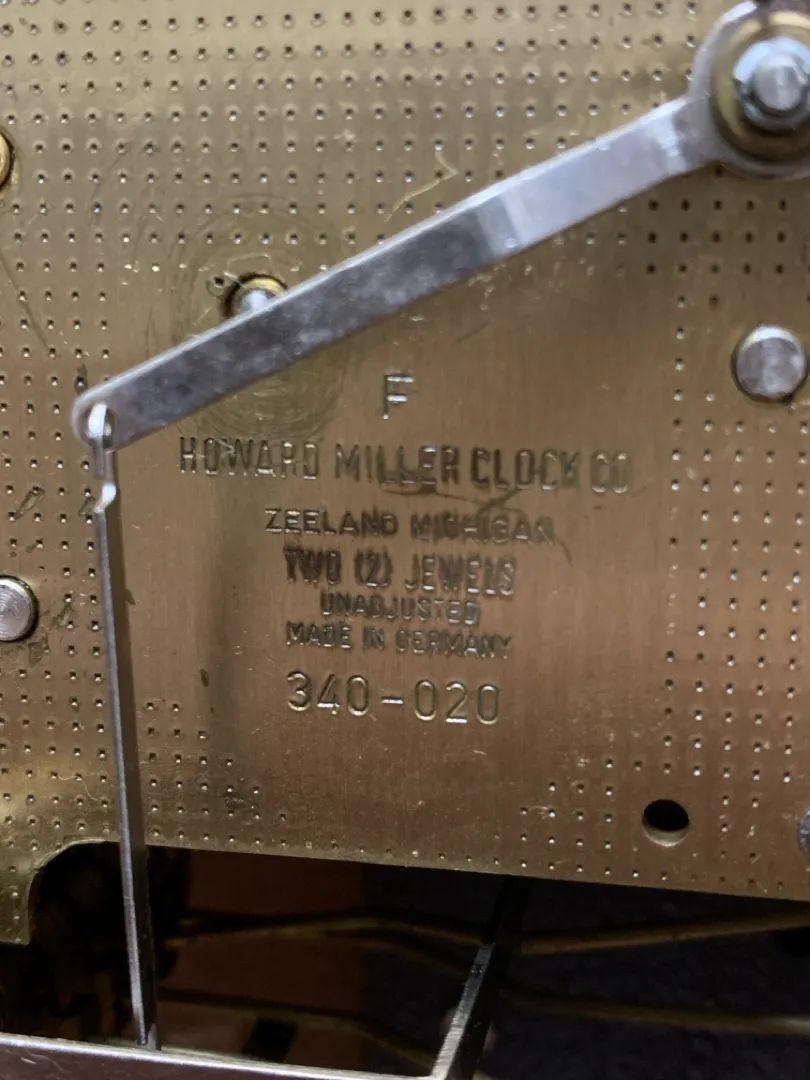 F
HOWARD MILLER CLOCK CO
ZEELAND MICHIGAN
TWO (2) JEWELS
UNADJUSTED
MADE IN GERMANY
340-020